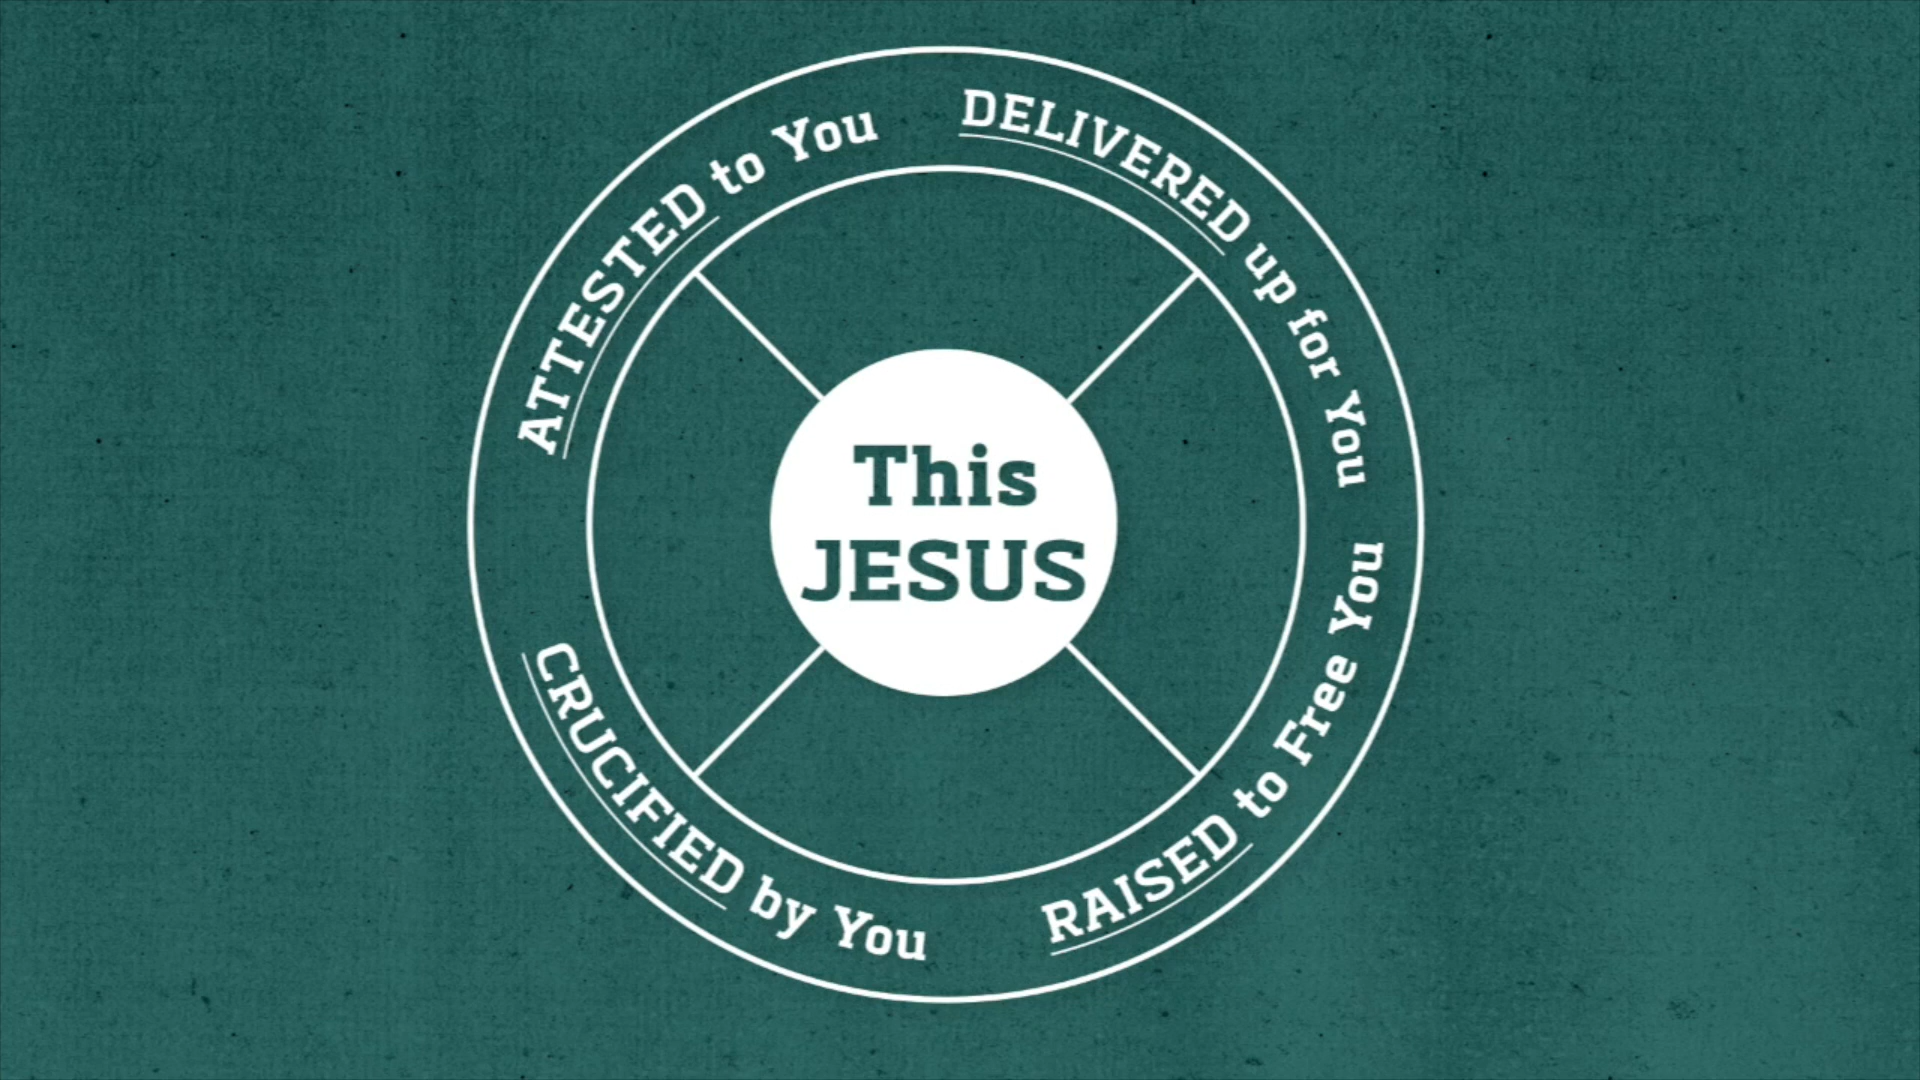 ATTESTED to You
DELIVERED up for You
This
JESUS
CRUCIFIED by You
RAISED to Free You